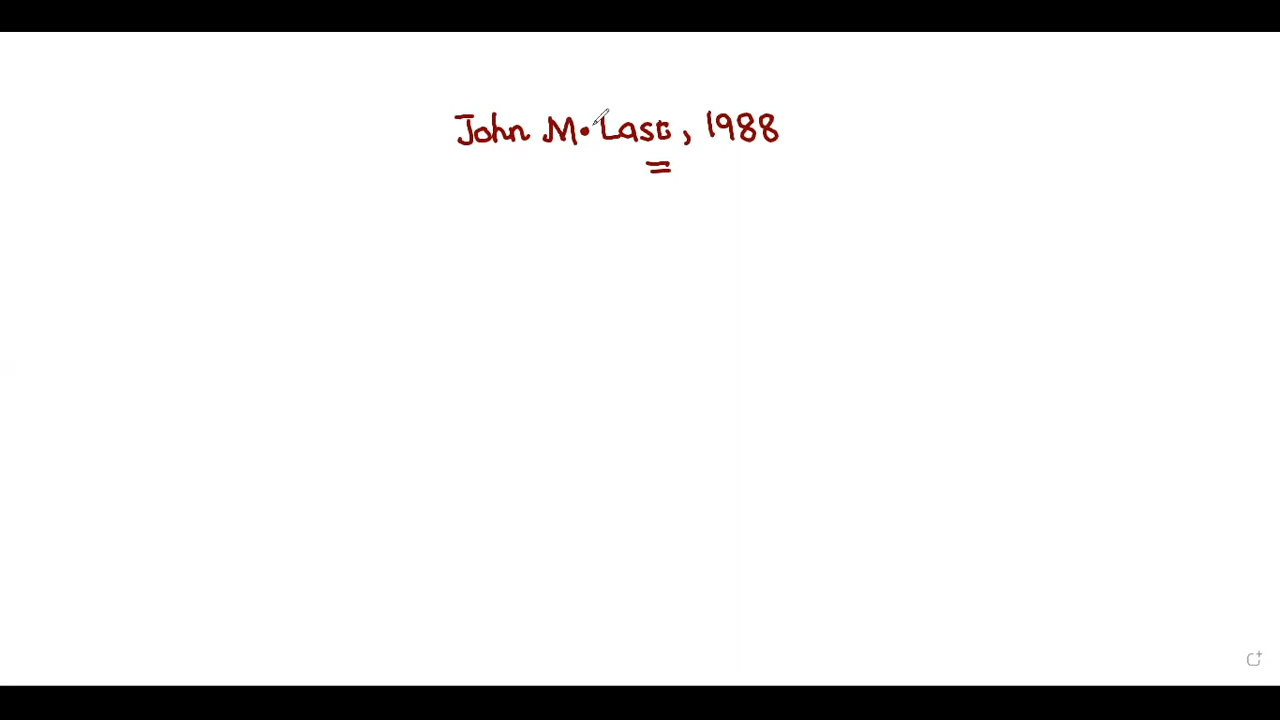 John M. Last, 1988
=